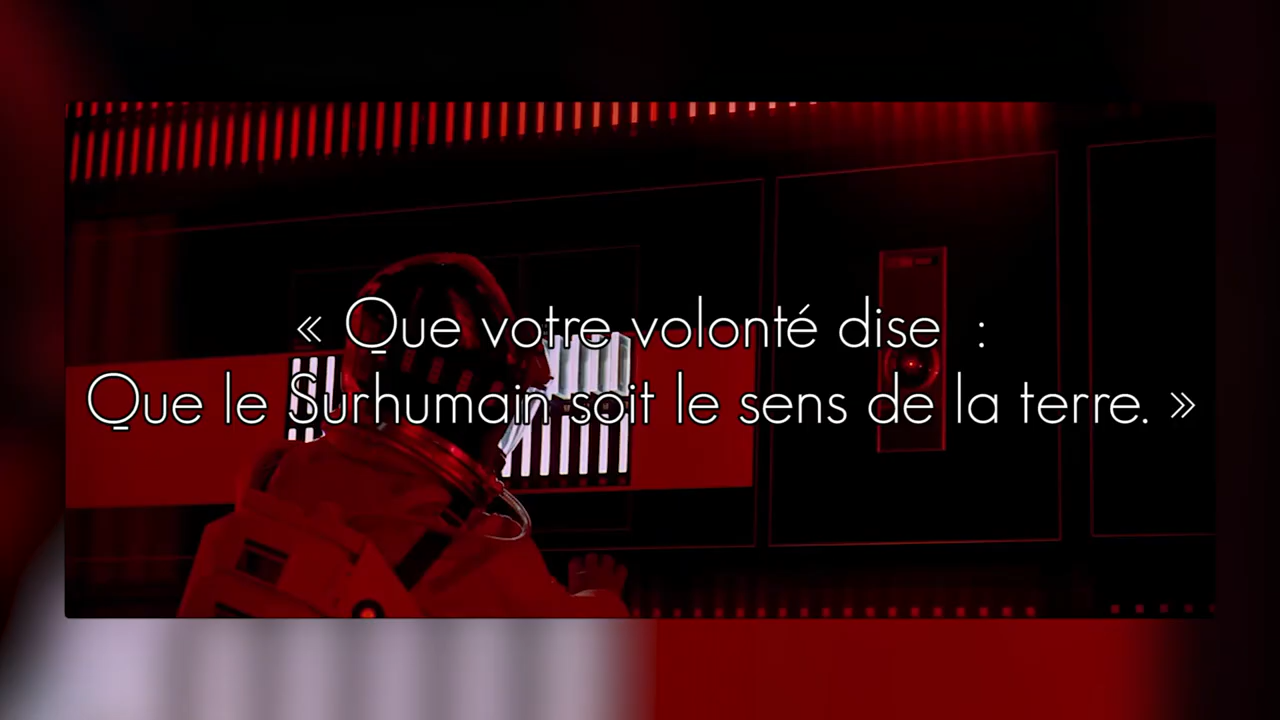 « Que votre volonté dise  :
Que le Surhumain soit le sens de la terre. »